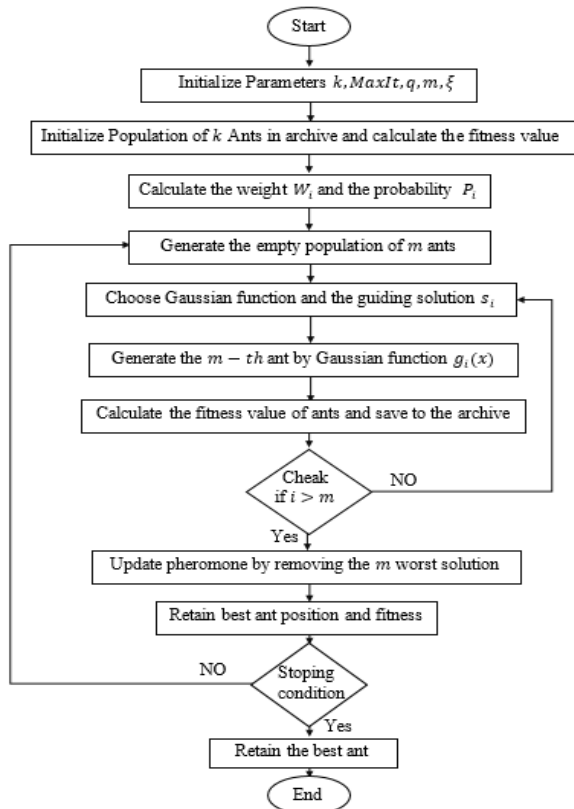 Start
Initialize Parameters k, MaxIt, q, m, ξ
Initialize Population of k Ants in archive and calculate the fitness value
Calculate the weight W_i and the probability P_i
Generate the empty population of m ants
Choose Gaussian function and the guiding solution s_i
Generate the m − th ant by Gaussian function g_i(x)
Calculate the fitness value of ants and save to the archive
Cheak
if i > m
NO
Yes
Update pheromone by removing the m worst solution
Retain best ant position and fitness
NO
Stoping
condition
Yes
Retain the best ant
End